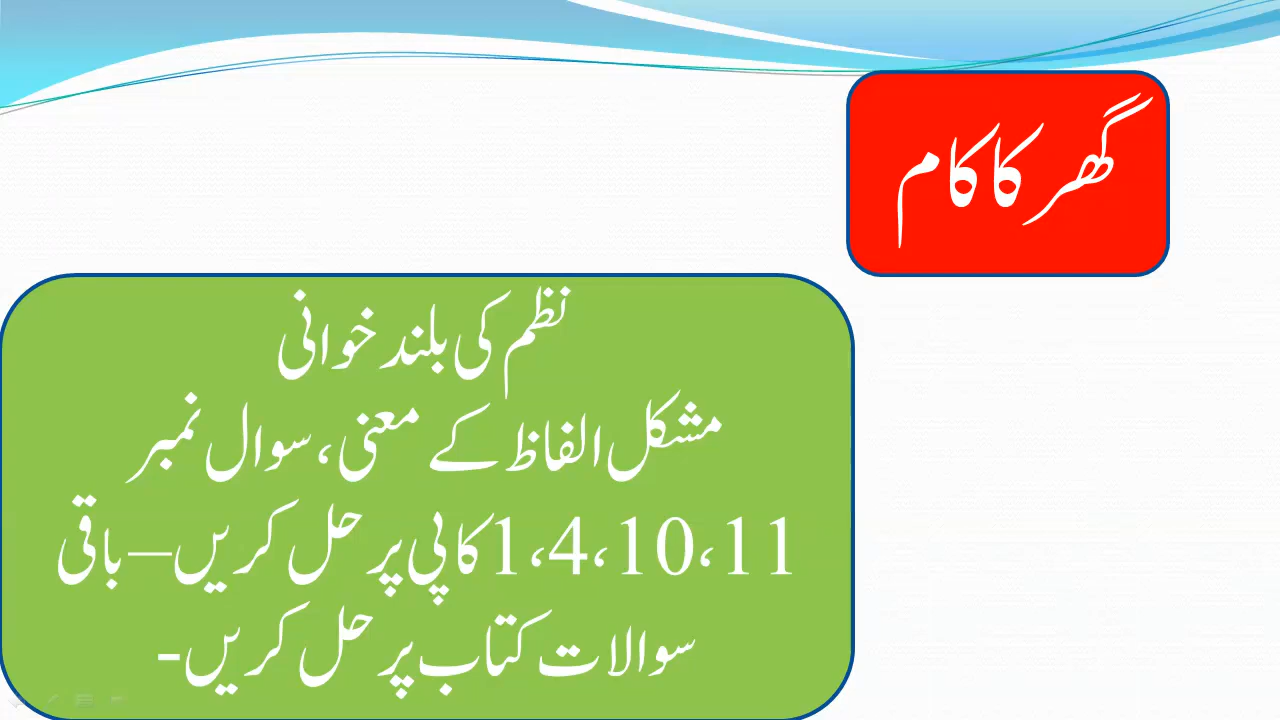 گھر کا کام
نظم کی بلند خوانی
مشکل الفاظ کے معنی، سوال نمبر
1،4،10،11 کاپی پر حل کریں– باقی
سوالات کتاب پر حل کریں-